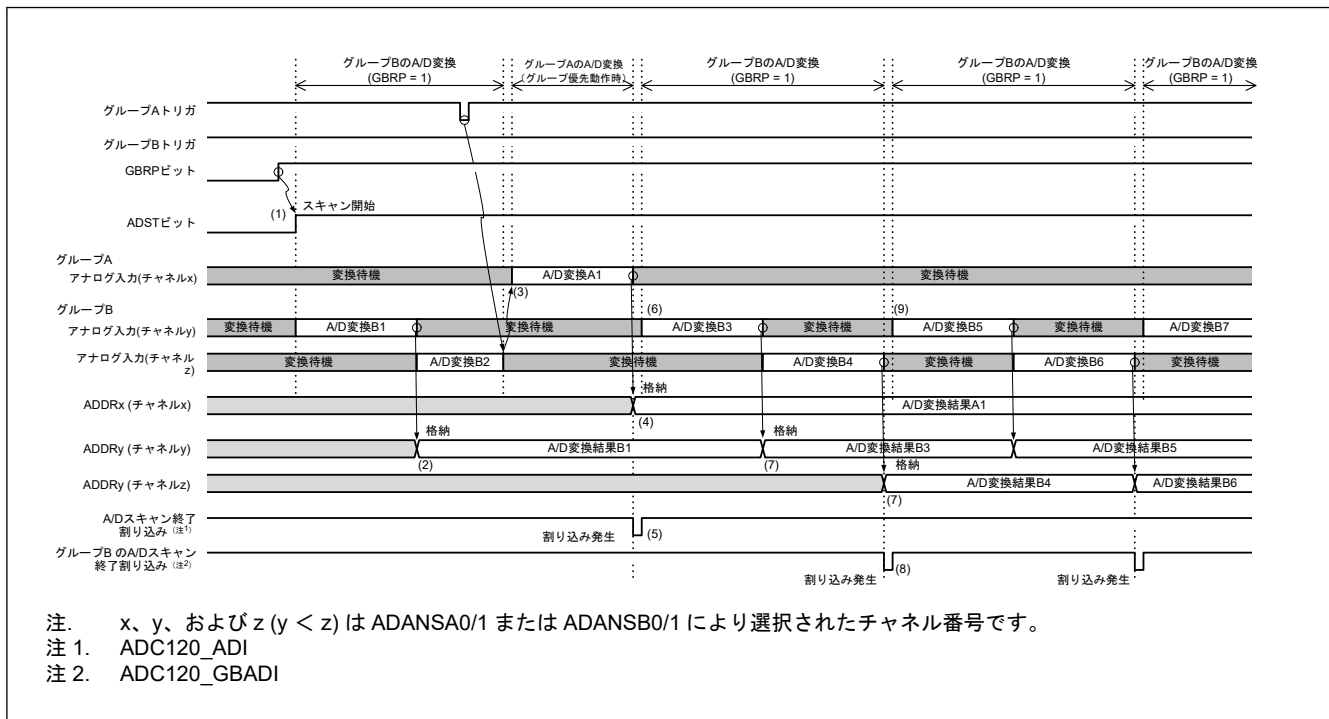 グループBのA/D変換
(GBRP = 1)
グループAのA/D変換
(グループ優先動作時)
グループBのA/D変換
(GBRP = 1)
グループBのA/D変換
(GBRP = 1)
グループBのA/D変換
(GBRP = 1)
グループAトリガ
グループBトリガ
GBRPビット
(1)
スキャン開始
ADSTビット
グループA
アナログ入力(チャネルx)
変換待機
A/D変換A1
変換待機
(3)
グループB
(6)
(9)
アナログ入力(チャネルy)
変換待機
A/D変換B1
変換待機
A/D変換B3
変換待機
A/D変換B5
変換待機
A/D変換B7
アナログ入力(チャネル
z)
変換待機
A/D変換B2
変換待機
A/D変換B4
変換待機
A/D変換B6
変換待機
格納
ADDRx (チャネルx)
A/D変換結果A1
(4)
格納
格納
ADDRy (チャネルy)
A/D変換結果B1
A/D変換結果B3
A/D変換結果B5
(2)
(7)
格納
ADDRy (チャネルz)
A/D変換結果B4
A/D変換結果B6
(7)
A/Dスキャン終了
割り込み (注1)
割り込み発生
(5)
グループB のA/Dスキャン
終了割り込み (注2)
(8)
割り込み発生
割り込み発生
注. x、y、および z (y < z) は ADANSA0/1 または ADANSB0/1 により選択されたチャネル番号です。
注 1. ADC120_ADI
注 2. ADC120_GBADI